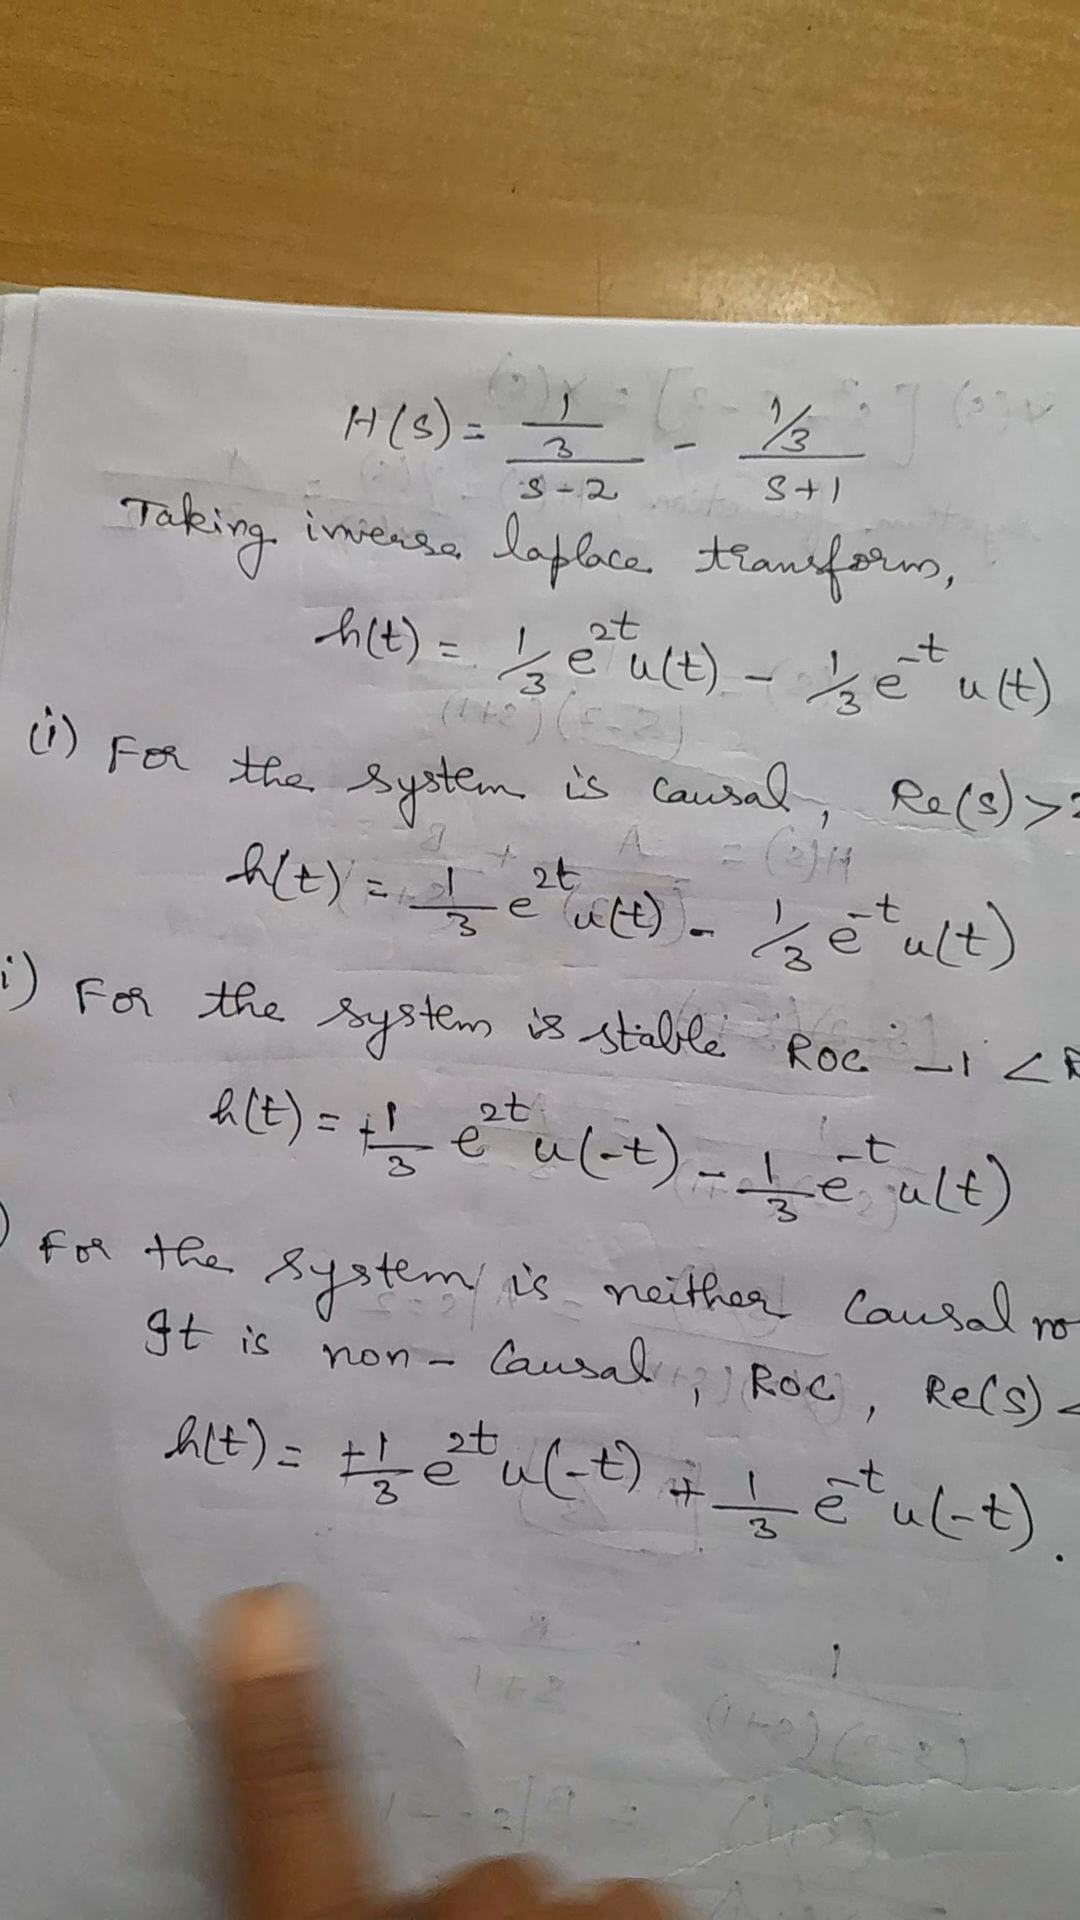 H(s) = 1/3 / s-2 - 1/3 / s+1
Taking inverse laplace transform,
h(t) = 1/3 e^2t u(t) - 1/3 e^-t u(t)
(i) For the system is causal, Re(s) >
h(t) = 1/3 e^2t u(t) - 1/3 e^-t u(t)
i) For the system is stable ROC -1 <
h(t) = +1/3 e^2t u(-t) - 1/3 e^-t u(t)
) For the system is neither causal no
It is non-causal, ROC, Re(s) <
h(t) = +1/3 e^2t u(-t) + 1/3 e^-t u(-t).